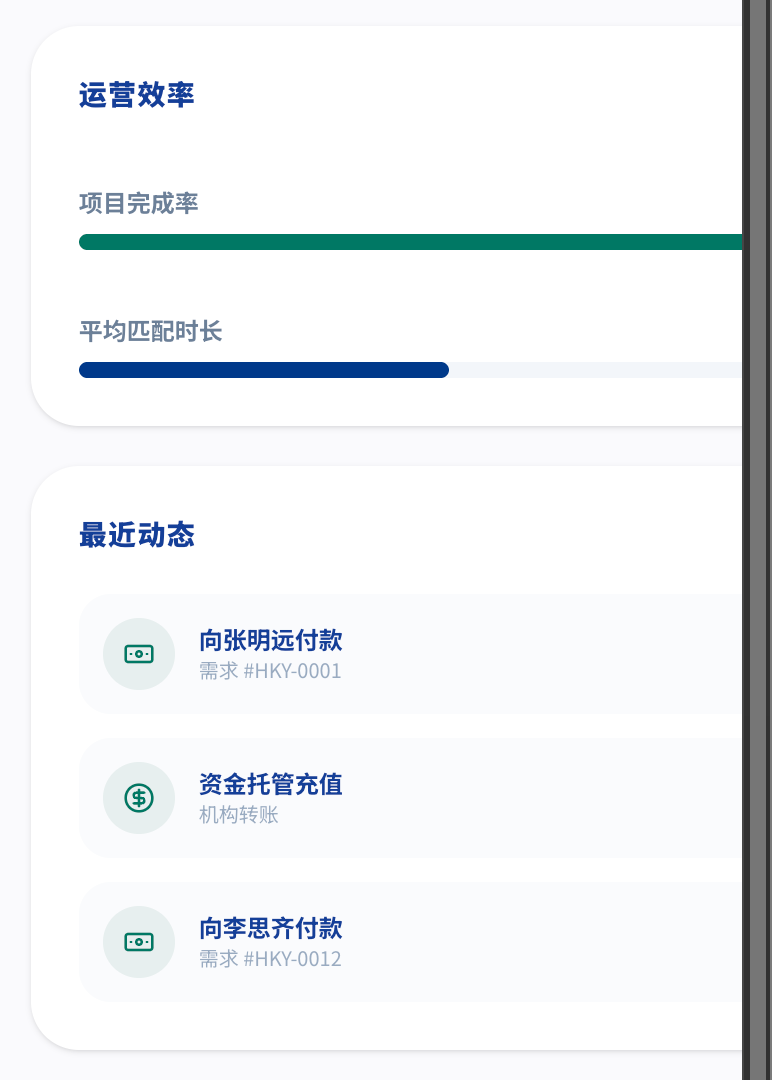 运营效率
项目完成率
平均匹配时长
最近动态
向张明远付款
需求 #HKY-0001
资金托管充值
机构转账
向李思齐付款
需求 #HKY-0012